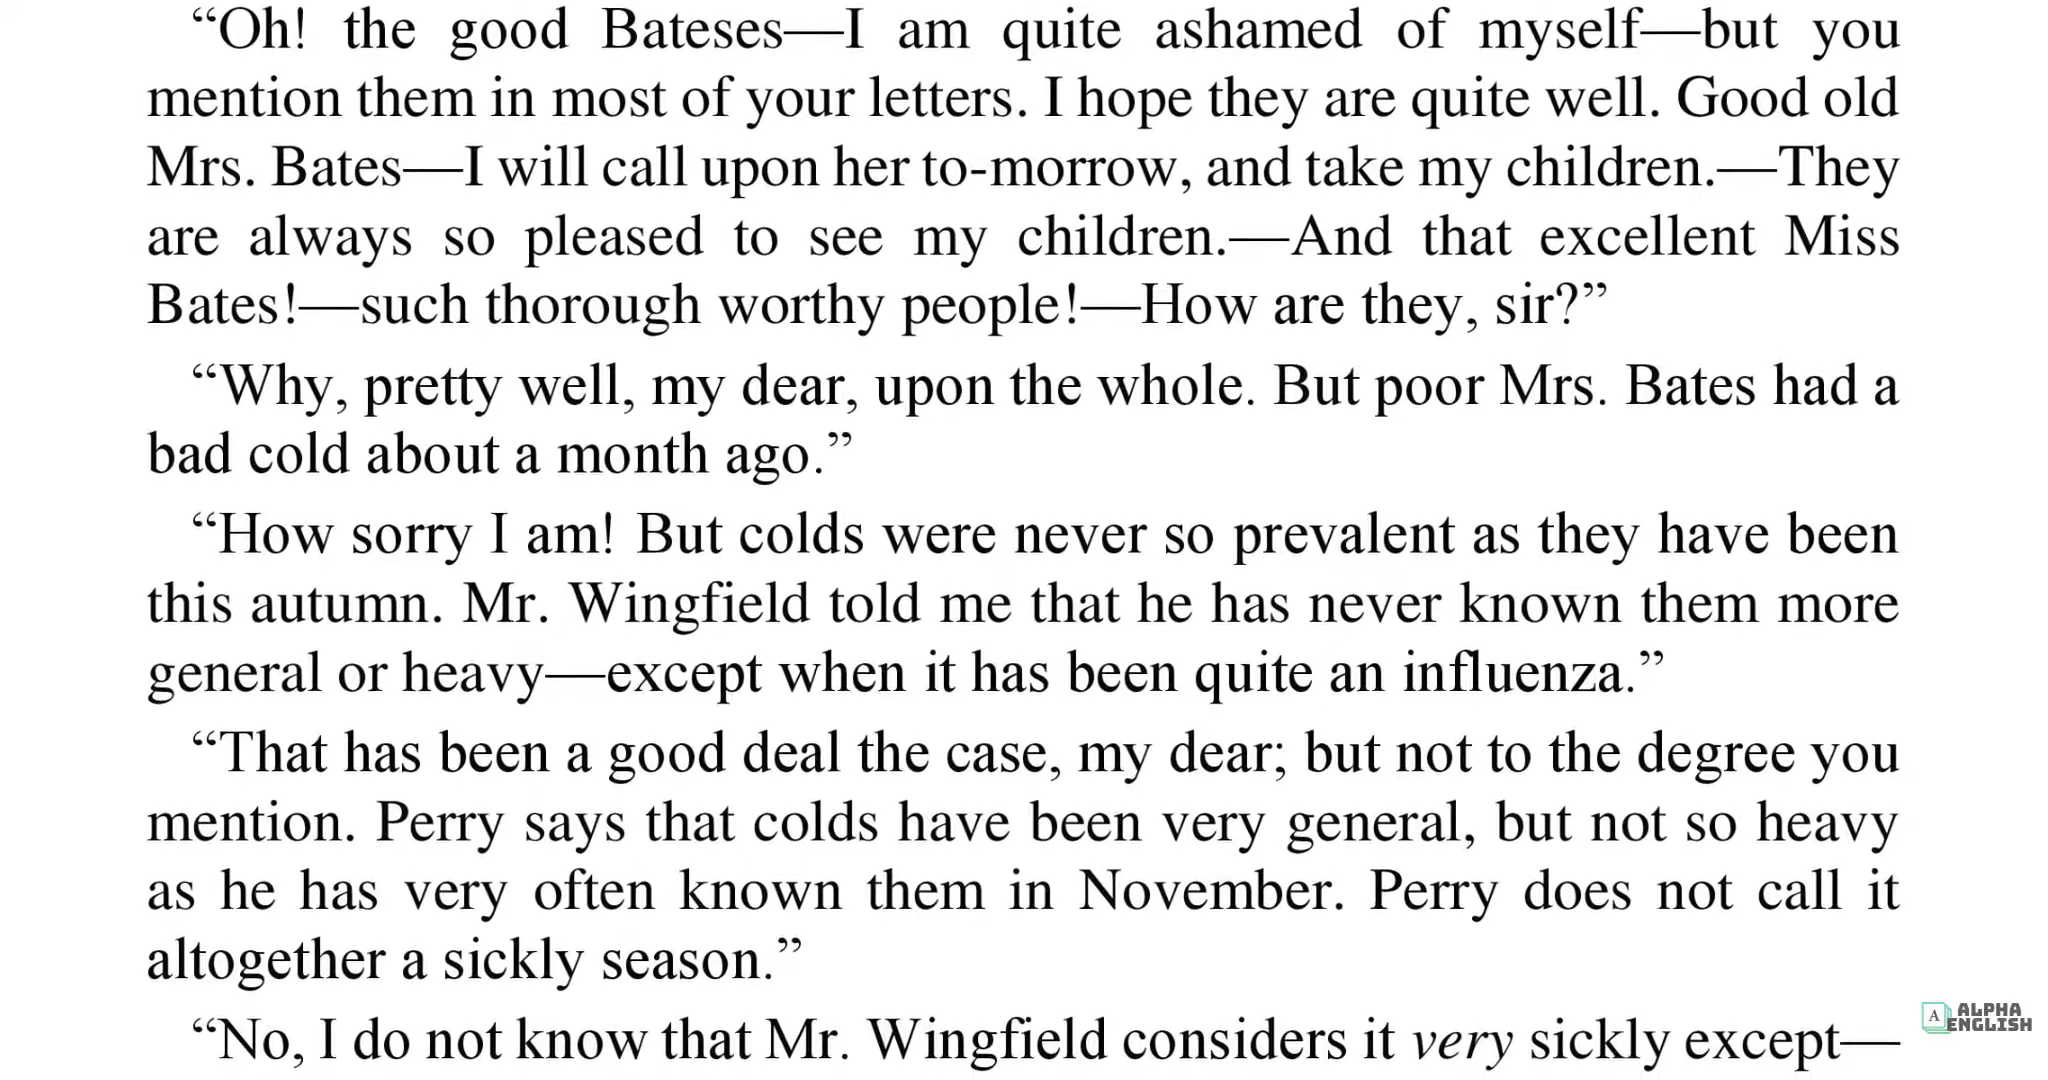 “Oh! the good Bateses—I am quite ashamed of myself—but you
mention them in most of your letters. I hope they are quite well. Good old
Mrs. Bates—I will call upon her to-morrow, and take my children.—They
are always so pleased to see my children.—And that excellent Miss
Bates!—such thorough worthy people!—How are they, sir?”
“Why, pretty well, my dear, upon the whole. But poor Mrs. Bates had a
bad cold about a month ago.”
“How sorry I am! But colds were never so prevalent as they have been
this autumn. Mr. Wingfield told me that he has never known them more
general or heavy—except when it has been quite an influenza.”
“That has been a good deal the case, my dear; but not to the degree you
mention. Perry says that colds have been very general, but not so heavy
as he has very often known them in November. Perry does not call it
altogether a sickly season.”
“No, I do not know that Mr. Wingfield considers it very sickly except—
A ALPHA
ENGLISH